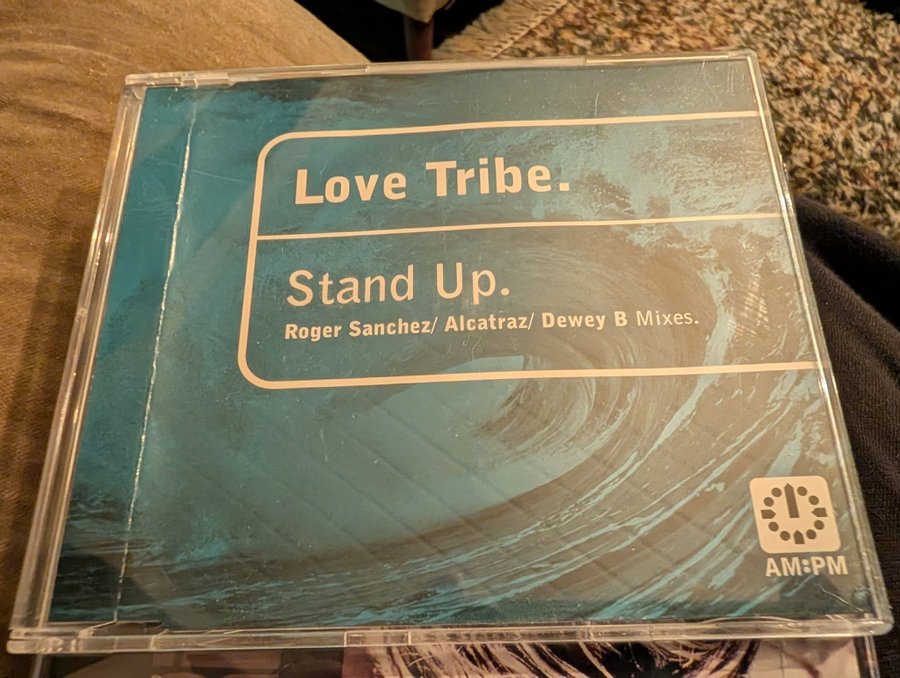 Love Tribe.
Stand Up.
Roger Sanchez/ Alcatraz/ Dewey B Mixes.
AM:PM